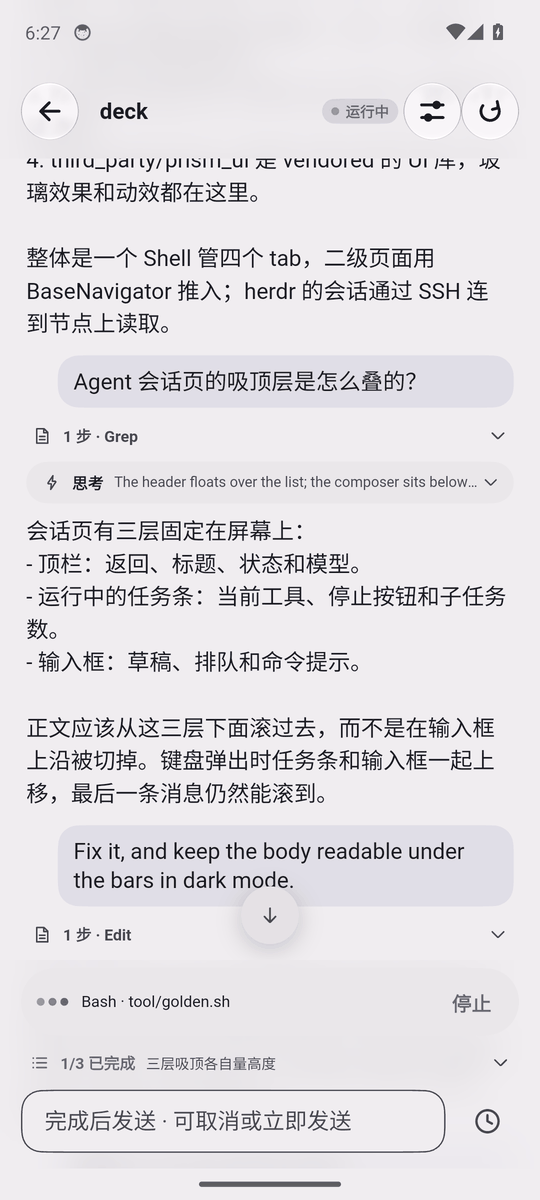 6:27
deck
运行中
4. third_party/prism_ui 是 vendored 的 UI 库，玻
璃效果和动效都在这里。
整体是一个 Shell 管四个 tab，二级页面用
BaseNavigator 推入；herdr 的会话通过 SSH 连
到节点上读取。
Agent 会话页的吸顶层是怎么叠的？
1 步 · Grep
思考 The header floats over the list; the composer sits below...
会话页有三层固定在屏幕上：
- 顶栏：返回、标题、状态和模型。
- 运行中的任务条：当前工具、停止按钮和子任务
数。
- 输入框：草稿、排队和命令提示。
正文应该从这三层下面滚过去，而不是在输入框
上沿被切掉。键盘弹出时任务条和输入框一起上
移，最后一条消息仍然能滚到。
Fix it, and keep the body readable under
the bars in dark mode.
1 步 · Edit
Bash · tool/golden.sh
停止
1/3 已完成 三层吸顶各自量高度
完成后发送 · 可取消或立即发送